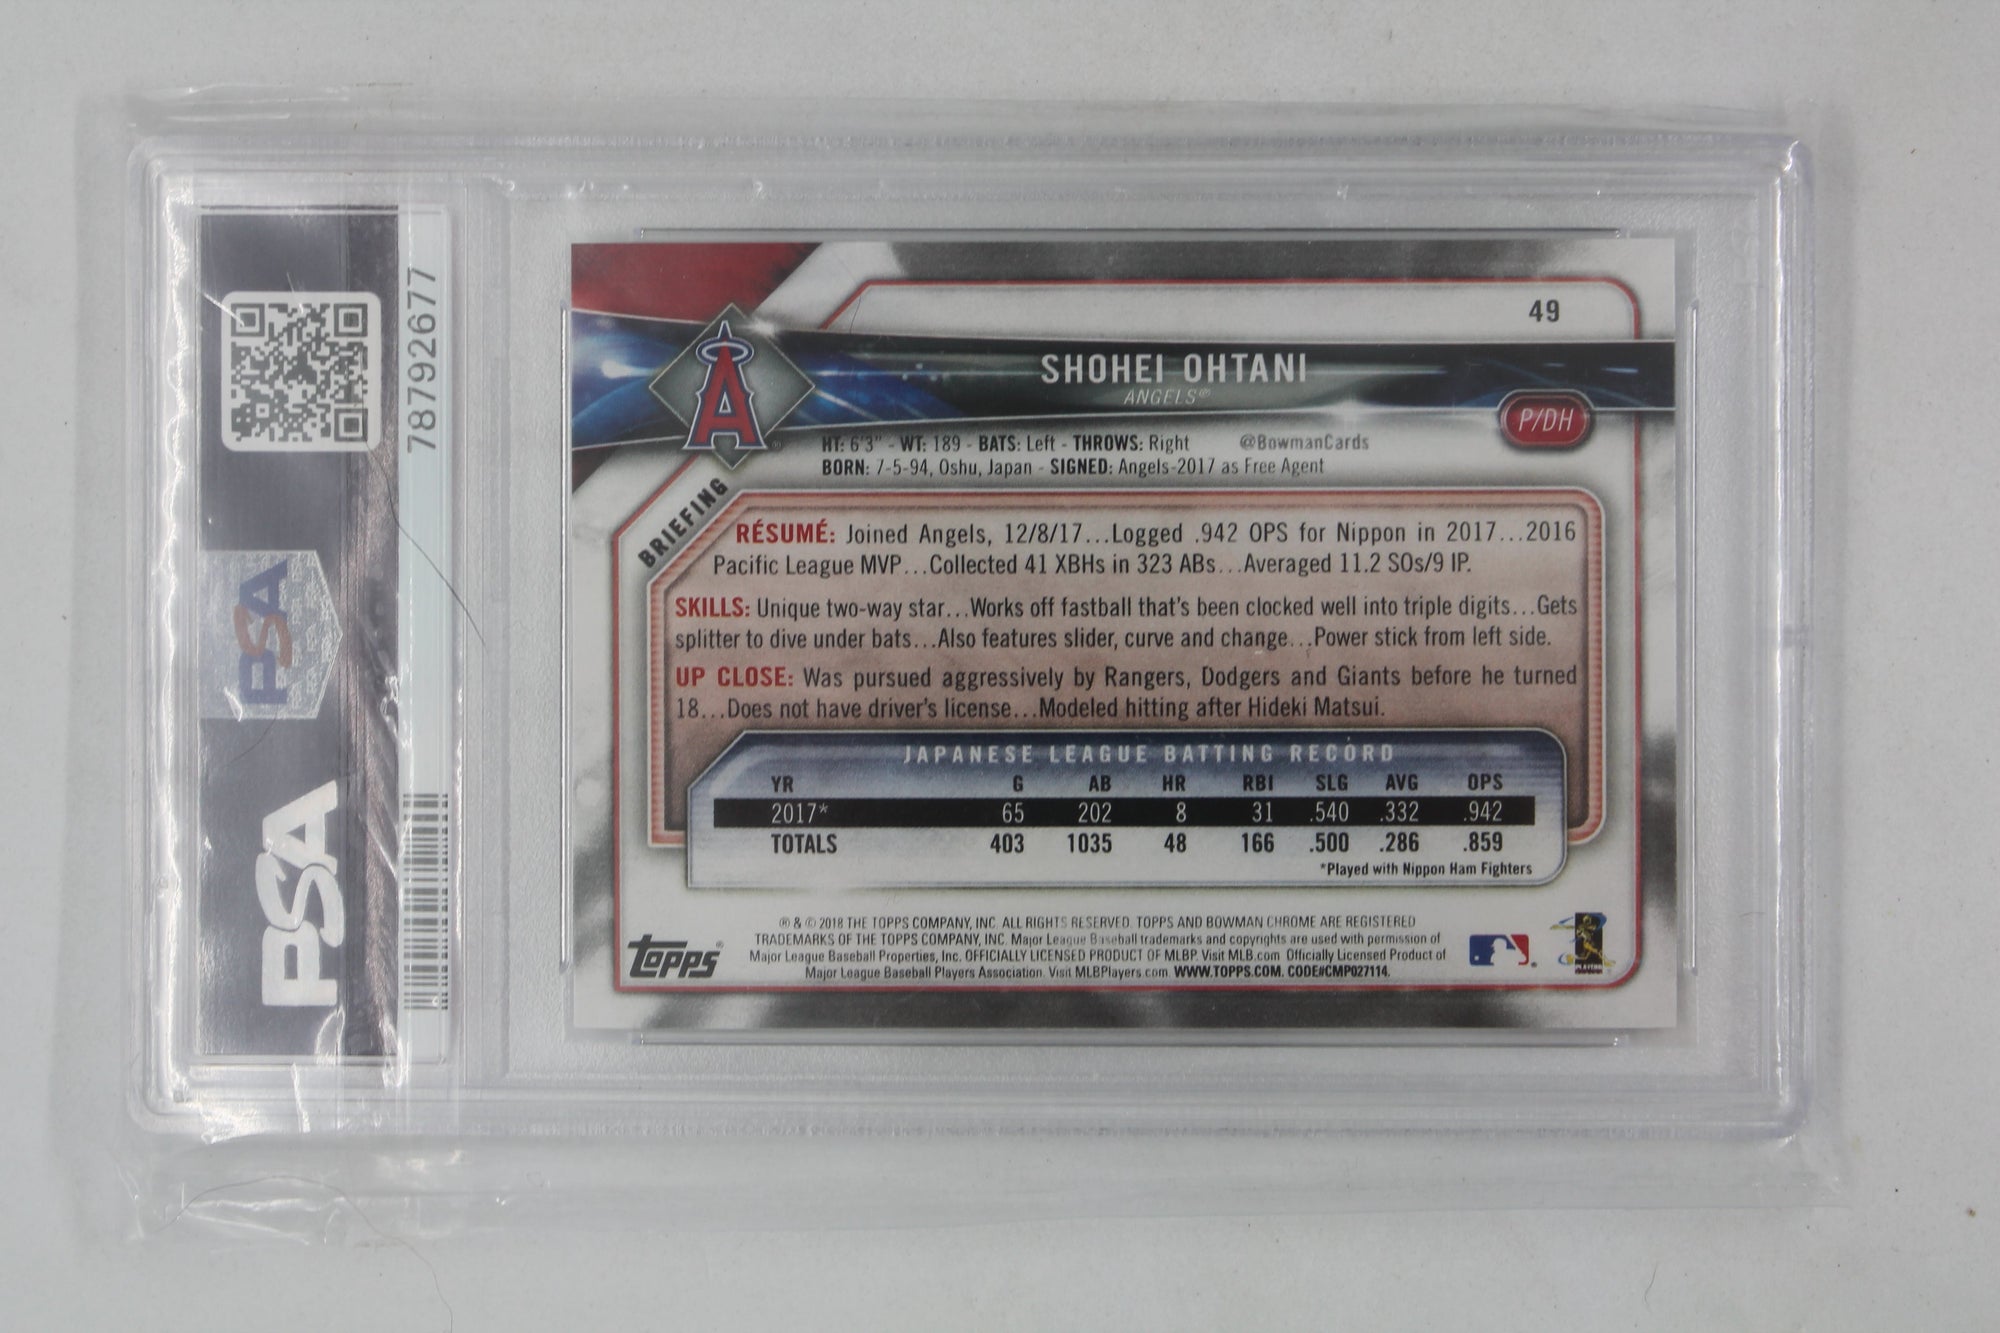 49
SHOHEI OHTANI
ANGELS®
A
P/DH
HT: 6'3" - WT: 189 - BATS: Left - THROWS: Right @BowmanCards
BORN: 7-5-94, Oshu, Japan - SIGNED: Angels-2017 as Free Agent
BRIEFING
RÉSUMÉ: Joined Angels, 12/8/17...Logged .942 OPS for Nippon in 2017...2016
Pacific League MVP...Collected 41 XBHs in 323 ABs...Averaged 11.2 SOs/9 IP.
SKILLS: Unique two-way star...Works off fastball that's been clocked well into triple digits...Gets
splitter to dive under bats...Also features slider, curve and change...Power stick from left side.
UP CLOSE: Was pursued aggressively by Rangers, Dodgers and Giants before he turned
18...Does not have driver's license...Modeled hitting after Hideki Matsui.
JAPANESE LEAGUE BATTING RECORD
YR G AB HR RBI SLG AVG OPS
2017* 65 202 8 31 .540 .332 .942
TOTALS 403 1035 48 166 .500 .286 .859
*Played with Nippon Ham Fighters
® & © 2018 THE TOPPS COMPANY, INC. ALL RIGHTS RESERVED. TOPPS AND BOWMAN CHROME ARE REGISTERED
TRADEMARKS OF THE TOPPS COMPANY, INC. Major League Baseball trademarks and copyrights are used with permission of
Major League Baseball Properties, Inc. OFFICIALLY LICENSED PRODUCT OF MLBP. Visit MLB.com Officially Licensed Product of
Major League Baseball Players Association. Visit MLBPlayers.com. WWW.TOPPS.COM. CODE#CMP027114.
Topps®
PLAYERS
78792677
PSA
PSA